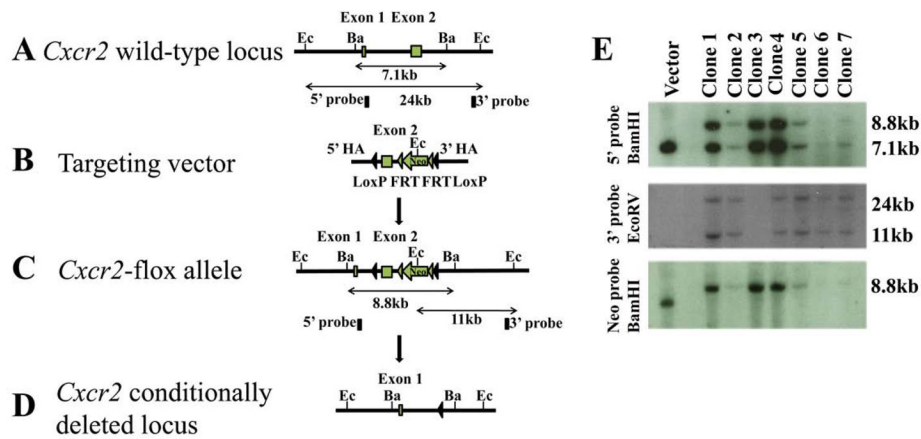 Exon 1 Exon 2
Ec Ba Ba Ec
A Cxcr2 wild-type locus
7.1kb
5' probe 24kb 3' probe
Exon 2
5' HA Ec 3' HA
B Targeting vector
Neo
LoxP FRT FRT LoxP
Exon 1 Exon 2
Ec Ba Ec Ba Ec
C Cxcr2-flox allele
Neo
8.8kb
5' probe 11kb 3' probe
Exon 1
Ec Ba Ba Ec
D Cxcr2 conditionally
deleted locus
E
Vector
Clone 1
Clone 2
Clone 3
Clone4
Clone 5
Clone 6
Clone 7
5' probe
BamHI
8.8kb
7.1kb
3' probe
EcoRV
24kb
11kb
Neo probe
BamHI
8.8kb